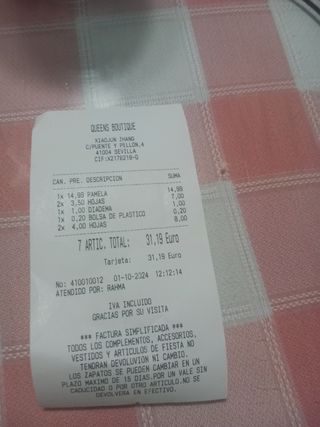 QUEENS BOUTIQUE
XIAOJUN ZHANG
C/PUENTE Y PELLON,4
41004 SEVILLA
CIF:X2178219-G
CAN. PRE. DESCRIPCION SUMA
1x 14,99 PAMELA 14,99
2x 3,50 HOJAS 7,00
1x 1,00 DIADEMA 1,00
1x 0,20 BOLSA DE PLASTICO 0,20
2x 4,00 HOJAS 8,00
7 ARTIC. TOTAL: 31,19 Euro
Tarjeta: 31,19 Euro
No: 410010012 01-10-2024 12:12:14
ATENDIDO POR: RAHMA
IVA INCLUIDO
GRACIAS POR SU VISITA
*** FACTURA SIMPLIFICADA ***
TODOS LOS COMPLEMENTOS, ACCESORIOS,
VESTIDOS Y ARTICULOS DE FIESTA NO
TENDRAN DEVOLUVION NI CAMBIO.
LOS ZAPATOS SE PUEDEN CAMBIAR EN UN
PLAZO MAXIMO DE 15 DIAS.POR UN VALE SIN
CADUCIDAD O POR OTRO ARTICULO.NO SE
DEVOLVERA EN EFECTIVO.